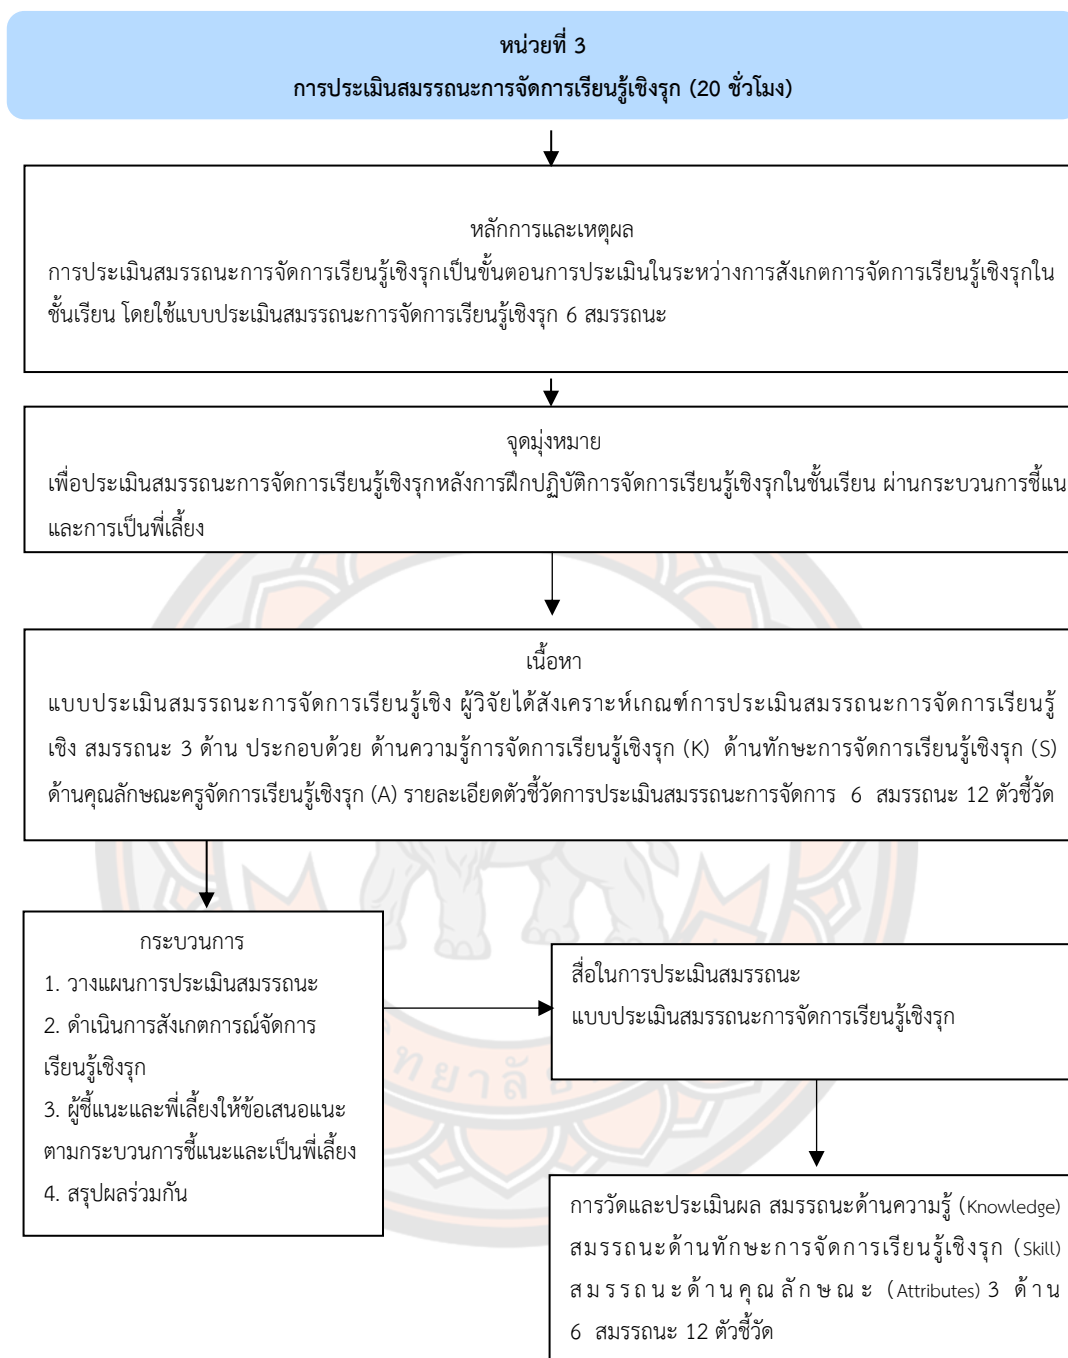 หน่วยที่ 3
การประเมินสมรรถนะการจัดการเรียนรู้เชิงรุก (20 ชั่วโมง)
หลักการและเหตุผล
การประเมินสมรรถนะการจัดการเรียนรู้เชิงรุกเป็นขั้นตอนการประเมินในระหว่างการสังเกตการจัดการเรียนรู้เชิงรุกใน
ชั้นเรียน โดยใช้แบบประเมินสมรรถนะการจัดการเรียนรู้เชิงรุก 6 สมรรถนะ
จุดมุ่งหมาย
เพื่อประเมินสมรรถนะการจัดการเรียนรู้เชิงรุกหลังการฝึกปฏิบัติการจัดการเรียนรู้เชิงรุกในชั้นเรียน ผ่านกระบวนการชี้แน
และการเป็นพี่เลี้ยง
เนื้อหา
แบบประเมินสมรรถนะการจัดการเรียนรู้เชิง ผู้วิจัยได้สังเคราะห์เกณฑ์การประเมินสมรรถนะการจัดการเรียนรู้
เชิง สมรรถนะ 3 ด้าน ประกอบด้วย ด้านความรู้การจัดการเรียนรู้เชิงรุก (K) ด้านทักษะการจัดการเรียนรู้เชิงรุก (S)
ด้านคุณลักษณะครูจัดการเรียนรู้เชิงรุก (A) รายละเอียดตัวชี้วัดการประเมินสมรรถนะการจัดการ 6 สมรรถนะ 12 ตัวชี้วัด
กระบวนการ
1. วางแผนการประเมินสมรรถนะ
2. ดำเนินการสังเกตการณ์จัดการ
เรียนรู้เชิงรุก
3. ผู้ชี้แนะและพี่เลี้ยงให้ข้อเสนอแนะ
ตามกระบวนการชี้แนะและเป็นพี่เลี้ยง
4. สรุปผลร่วมกัน
สื่อในการประเมินสมรรถนะ
แบบประเมินสมรรถนะการจัดการเรียนรู้เชิงรุก
การวัดและประเมินผล สมรรถนะด้านความรู้ (Knowledge)
สมรรถนะด้านทักษะการจัดการเรียนรู้เชิงรุก (Skill)
สมรรถนะด้านคุณลักษณะ (Attributes) 3 ด้าน
6 สมรรถนะ 12 ตัวชี้วัด